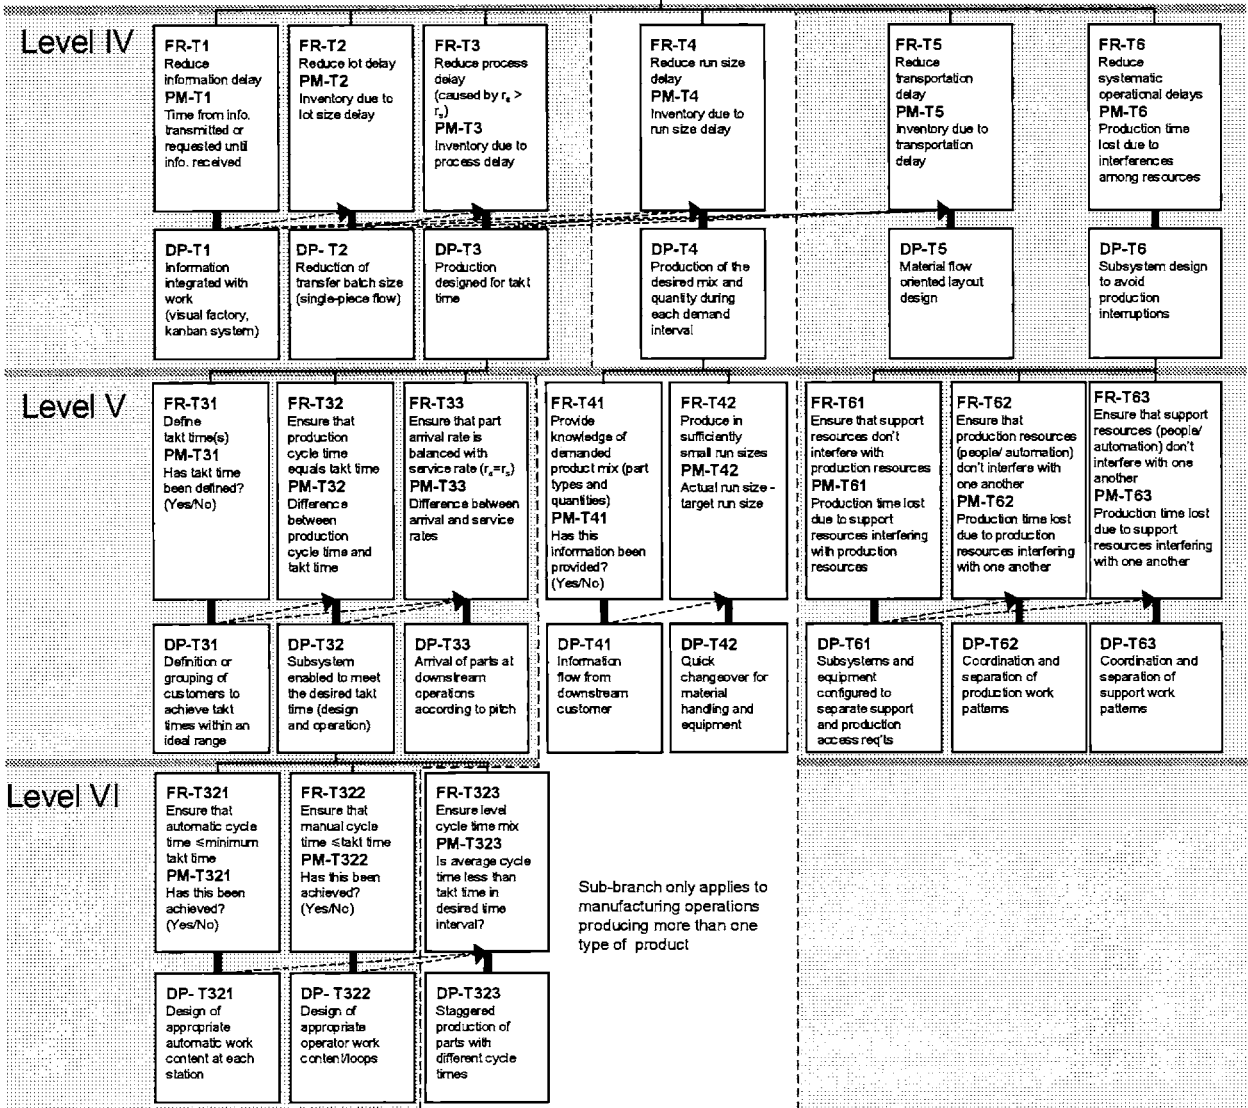 Level IV
FR-T1
Reduce
information delay
PM-T1
Time from info.
transmitted or
requested until
info. received
FR-T2
Reduce lot delay
PM-T2
Inventory due to
lot size delay
FR-T3
Reduce process
delay
(caused by rₐ >
rₛ)
PM-T3
Inventory due to
process delay
FR-T4
Reduce run size
delay
PM-T4
Inventory due to
run size delay
FR-T5
Reduce
transportation
delay
PM-T5
Inventory due to
transportation
delay
FR-T6
Reduce
systematic
operational delays
PM-T6
Production time
lost due to
interferences
among resources
DP-T1
Information
integrated with
work
(visual factory,
kanban system)
DP- T2
Reduction of
transfer batch size
(single-piece flow)
DP-T3
Production
designed for takt
time
DP-T4
Production of the
desired mix and
quantity during
each demand
interval
DP-T5
Material flow
oriented layout
design
DP-T6
Subsystem design
to avoid
production
interruptions
Level V
FR-T31
Define
takt time(s)
PM-T31
Has takt time
been defined?
(Yes/No)
FR-T32
Ensure that
production
cycle time
equals takt time
PM-T32
Difference
between
production
cycle time and
takt time
FR-T33
Ensure that part
arrival rate is
balanced with
service rate (rₐ=rₛ)
PM-T33
Difference between
arrival and service
rates
FR-T41
Provide
knowledge of
demanded
product mix (part
types and
quantities)
PM-T41
Has this
information been
provided?
(Yes/No)
FR-T42
Produce in
sufficiently
small run sizes
PM-T42
Actual run size -
target run size
FR-T61
Ensure that support
resources don't
interfere with
production resources
PM-T61
Production time lost
due to support
resources interfering
with production
resources
FR-T62
Ensure that
production resources
(people/ automation)
don't interfere with
one another
PM-T62
Production time lost
due to production
resources interfering
with one another
FR-T63
Ensure that support
resources (people/
automation) don't
interfere with one
another
PM-T63
Production time lost
due to support
resources interfering
with one another
DP-T31
Definition or
grouping of
customers to
achieve takt
times within an
ideal range
DP-T32
Subsystem
enabled to meet
the desired takt
time (design
and operation)
DP-T33
Arrival of parts at
downstream
operations
according to pitch
DP-T41
Information
flow from
downstream
customer
DP-T42
Quick
changeover for
material
handling and
equipment
DP-T61
Subsystems and
equipment
configured to
separate support
and production
access req'ts
DP-T62
Coordination and
separation of
production work
patterns
DP-T63
Coordination and
separation of
support work
patterns
Level VI
FR-T321
Ensure that
automatic cycle
time ≤minimum
takt time
PM-T321
Has this been
achieved?
(Yes/No)
FR-T322
Ensure that
manual cycle
time ≤takt time
PM-T322
Has this been
achieved?
(Yes/No)
FR-T323
Ensure level
cycle time mix
PM-T323
Is average cycle
time less than
takt time in
desired time
interval?
Sub-branch only applies to
manufacturing operations
producing more than one
type of product
DP- T321
Design of
appropriate
automatic work
content at each
station
DP- T322
Design of
appropriate
operator work
content/loops
DP-T323
Staggered
production of
parts with
different cycle
times